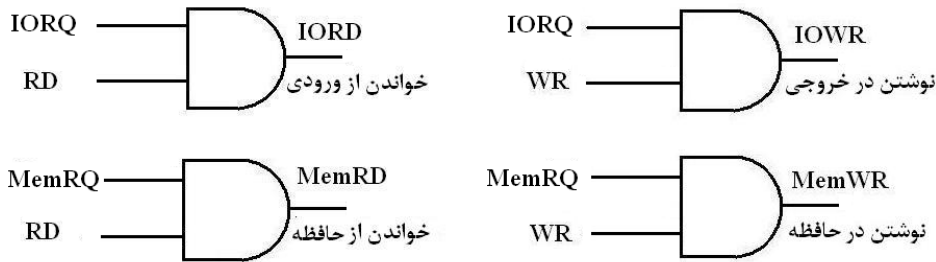 IORQ
IORD
RD
خواندن از ورودی
IORQ
IOWR
WR
نوشتن در خروجی
MemRQ
MemRD
RD
خواندن از حافظه
MemRQ
MemWR
WR
نوشتن در حافظه